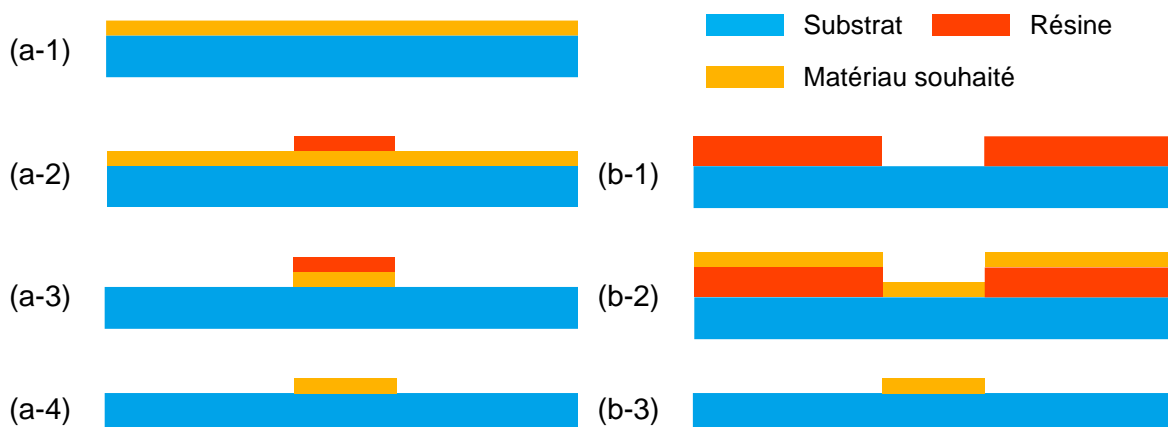 (a-1)
Substrat
Résine
Matériau souhaité
(a-2)
(b-1)
(a-3)
(b-2)
(a-4)
(b-3)